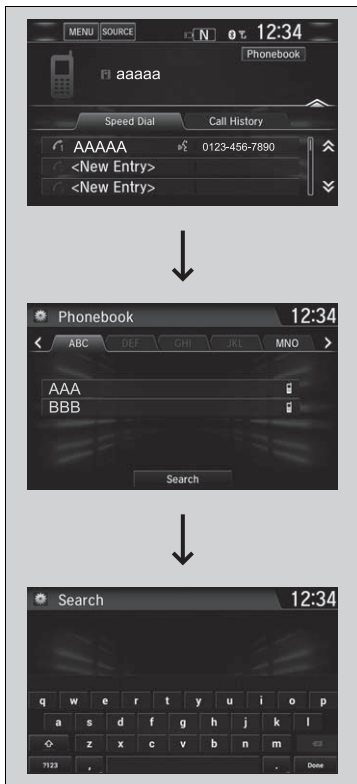 MENU SOURCE N 12:34
Phonebook
aaaaa
Speed Dial Call History
AAAAA 0123-456-7890
<New Entry>
<New Entry>
Phonebook 12:34
ABC DEF GHI JKL MNO
AAA
BBB
Search
Search 12:34
q w e r t y u i o p
a s d f g h j k l
z x c v b n m
?123 , . Done